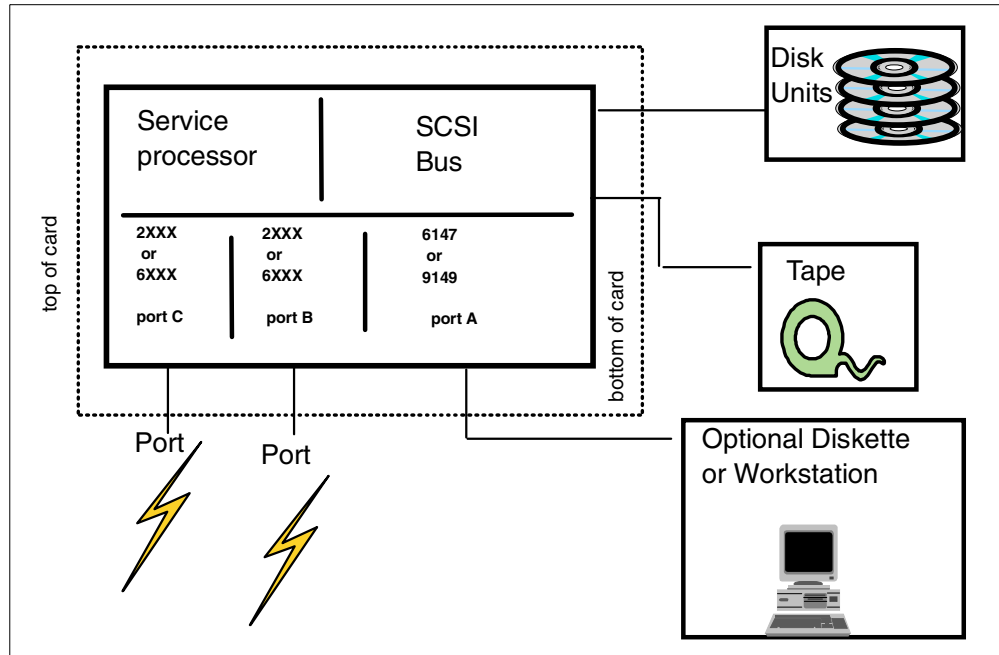 Disk
Units
Service
processor
SCSI
Bus
top of card
2XXX
or
6XXX
port C
2XXX
or
6XXX
port B
6147
or
9149
port A
bottom of card
Tape
Port
Port
Optional Diskette
or Workstation